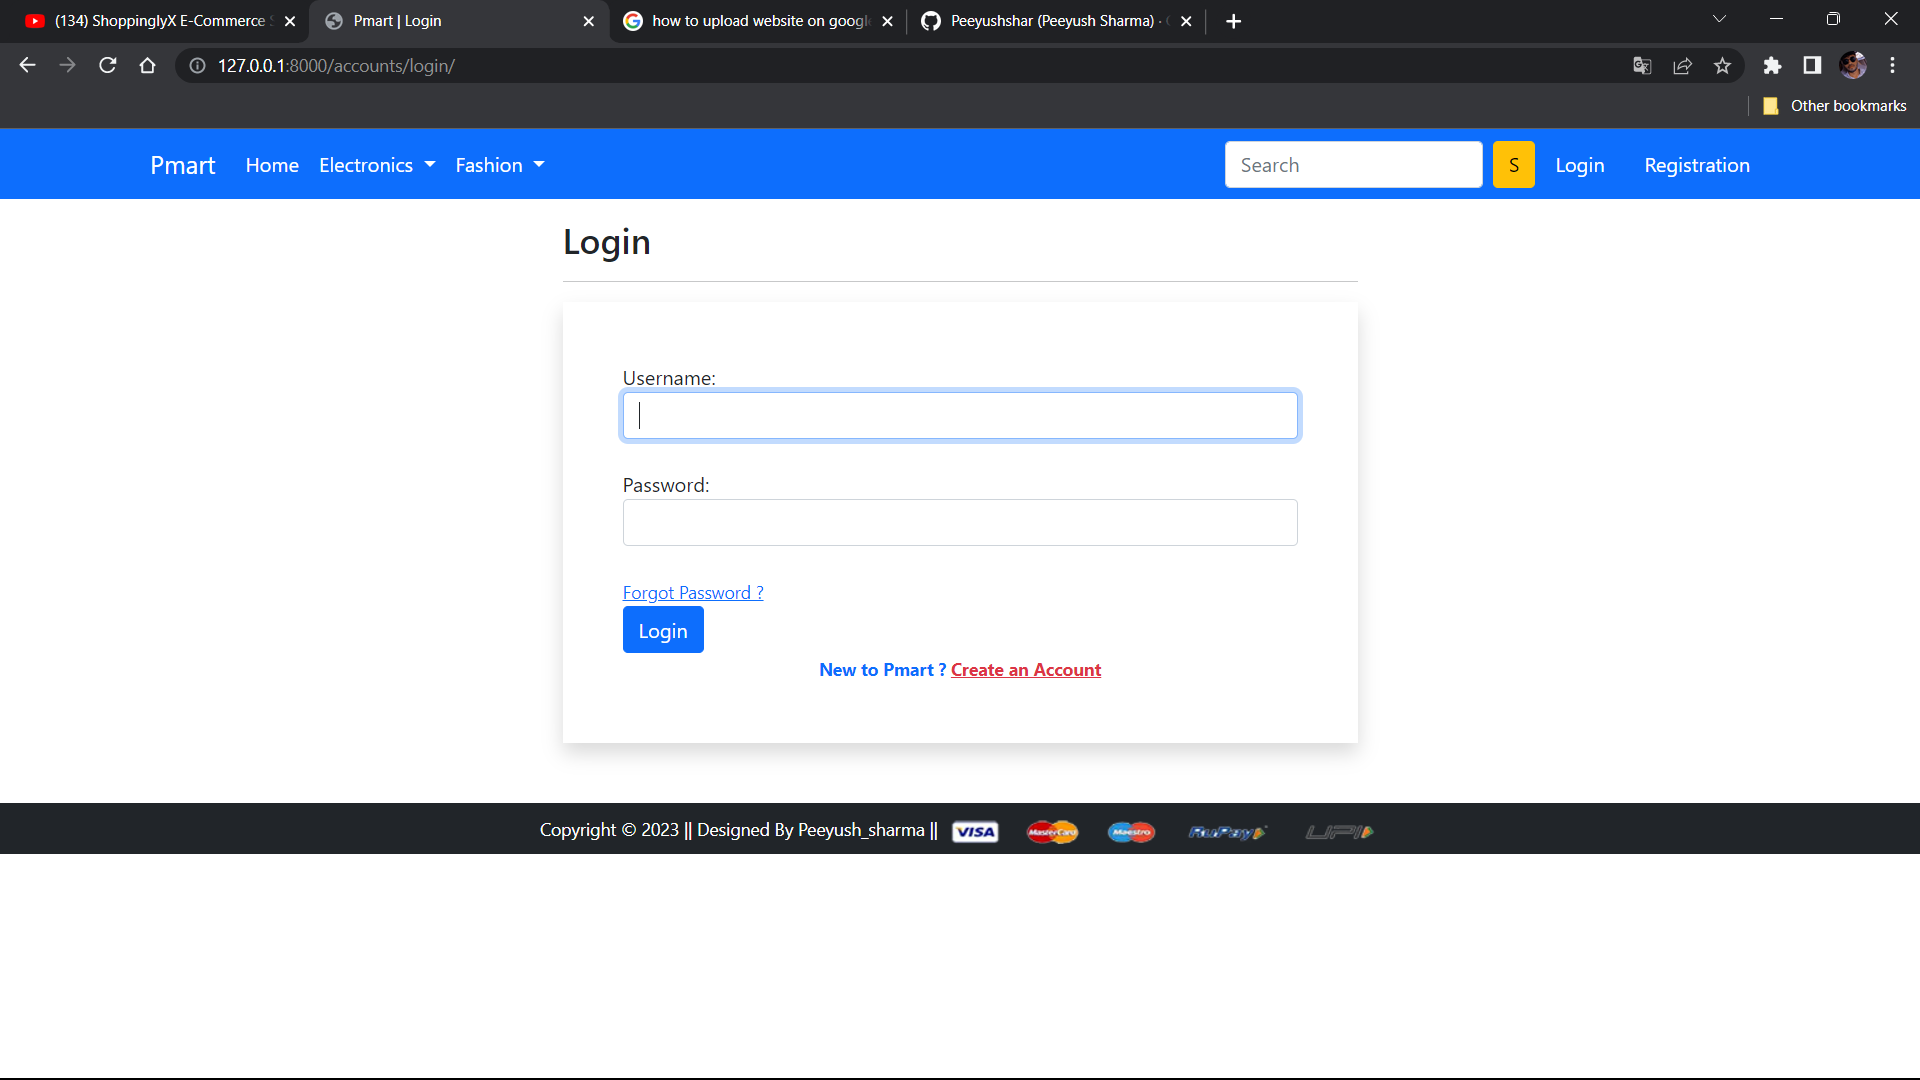 (134) ShoppinglyX E-Commerce
Pmart | Login
how to upload website on googl
Peeyushshar (Peeyush Sharma) ·
127.0.0.1:8000/accounts/login/
Other bookmarks
Pmart
Home
Electronics
Fashion
Search
S
Login
Registration
Login
Username:
Password:
Forgot Password ?
Login
New to Pmart ? Create an Account
Copyright © 2023 || Designed By Peeyush_sharma || VISA MasterCard Maestro RuPay UPI